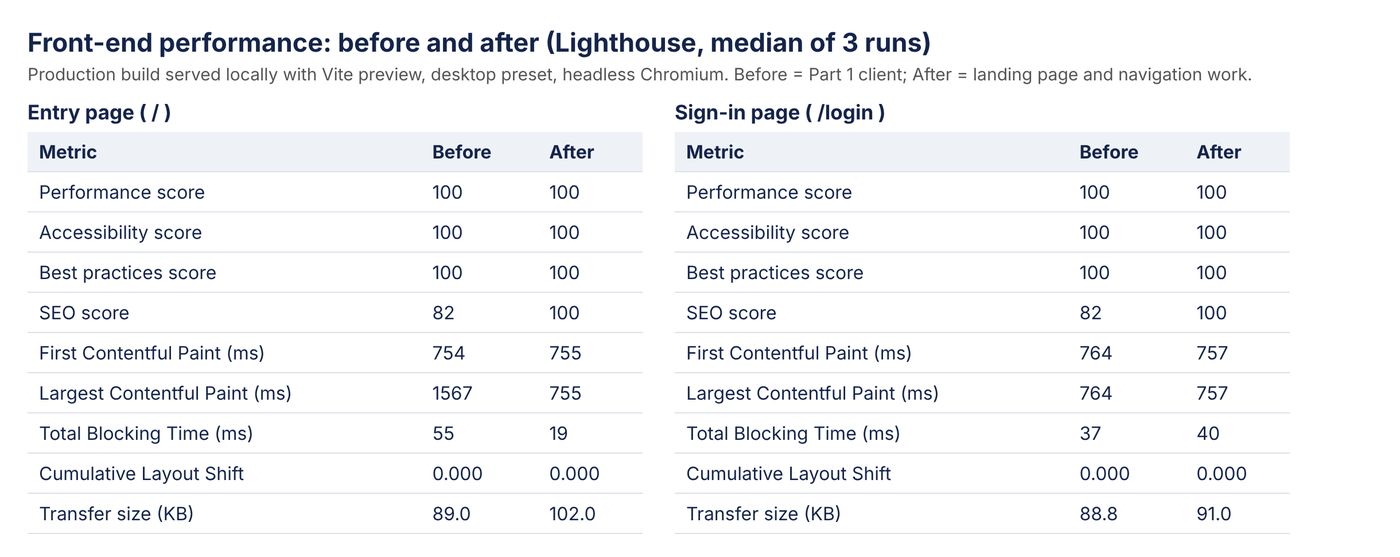 Front-end performance: before and after (Lighthouse, median of 3 runs)
Production build served locally with Vite preview, desktop preset, headless Chromium. Before = Part 1 client; After = landing page and navigation work.
Entry page ( / )
Metric Before After
Performance score 100 100
Accessibility score 100 100
Best practices score 100 100
SEO score 82 100
First Contentful Paint (ms) 754 755
Largest Contentful Paint (ms) 1567 755
Total Blocking Time (ms) 55 19
Cumulative Layout Shift 0.000 0.000
Transfer size (KB) 89.0 102.0
Sign-in page ( /login )
Metric Before After
Performance score 100 100
Accessibility score 100 100
Best practices score 100 100
SEO score 82 100
First Contentful Paint (ms) 764 757
Largest Contentful Paint (ms) 764 757
Total Blocking Time (ms) 37 40
Cumulative Layout Shift 0.000 0.000
Transfer size (KB) 88.8 91.0